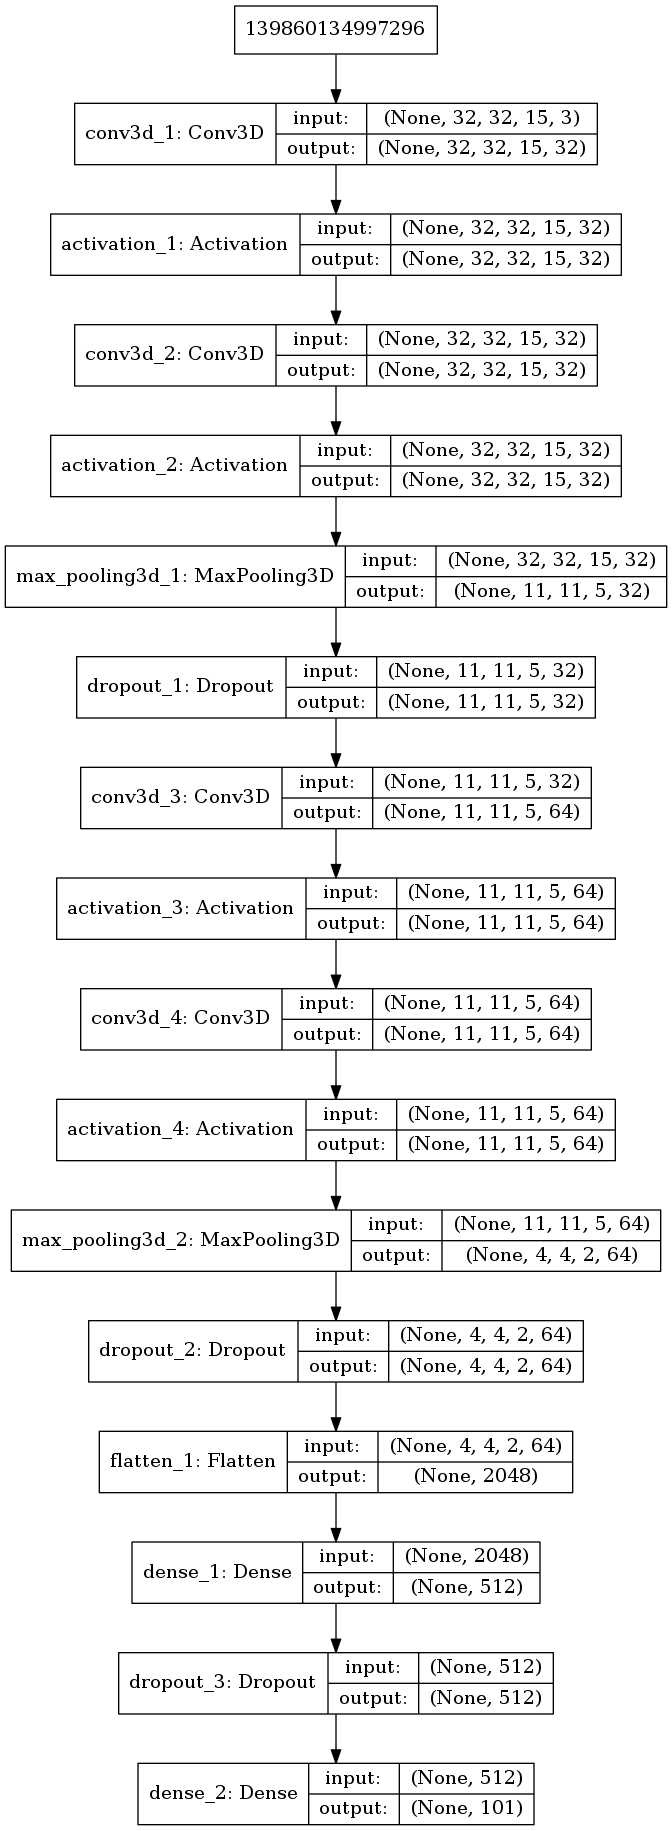 139860134997296
conv3d_1: Conv3D
input:
(None, 32, 32, 15, 3)
output:
(None, 32, 32, 15, 32)
activation_1: Activation
input:
(None, 32, 32, 15, 32)
output:
(None, 32, 32, 15, 32)
conv3d_2: Conv3D
input:
(None, 32, 32, 15, 32)
output:
(None, 32, 32, 15, 32)
activation_2: Activation
input:
(None, 32, 32, 15, 32)
output:
(None, 32, 32, 15, 32)
max_pooling3d_1: MaxPooling3D
input:
(None, 32, 32, 15, 32)
output:
(None, 11, 11, 5, 32)
dropout_1: Dropout
input:
(None, 11, 11, 5, 32)
output:
(None, 11, 11, 5, 32)
conv3d_3: Conv3D
input:
(None, 11, 11, 5, 32)
output:
(None, 11, 11, 5, 64)
activation_3: Activation
input:
(None, 11, 11, 5, 64)
output:
(None, 11, 11, 5, 64)
conv3d_4: Conv3D
input:
(None, 11, 11, 5, 64)
output:
(None, 11, 11, 5, 64)
activation_4: Activation
input:
(None, 11, 11, 5, 64)
output:
(None, 11, 11, 5, 64)
max_pooling3d_2: MaxPooling3D
input:
(None, 11, 11, 5, 64)
output:
(None, 4, 4, 2, 64)
dropout_2: Dropout
input:
(None, 4, 4, 2, 64)
output:
(None, 4, 4, 2, 64)
flatten_1: Flatten
input:
(None, 4, 4, 2, 64)
output:
(None, 2048)
dense_1: Dense
input:
(None, 2048)
output:
(None, 512)
dropout_3: Dropout
input:
(None, 512)
output:
(None, 512)
dense_2: Dense
input:
(None, 512)
output:
(None, 101)